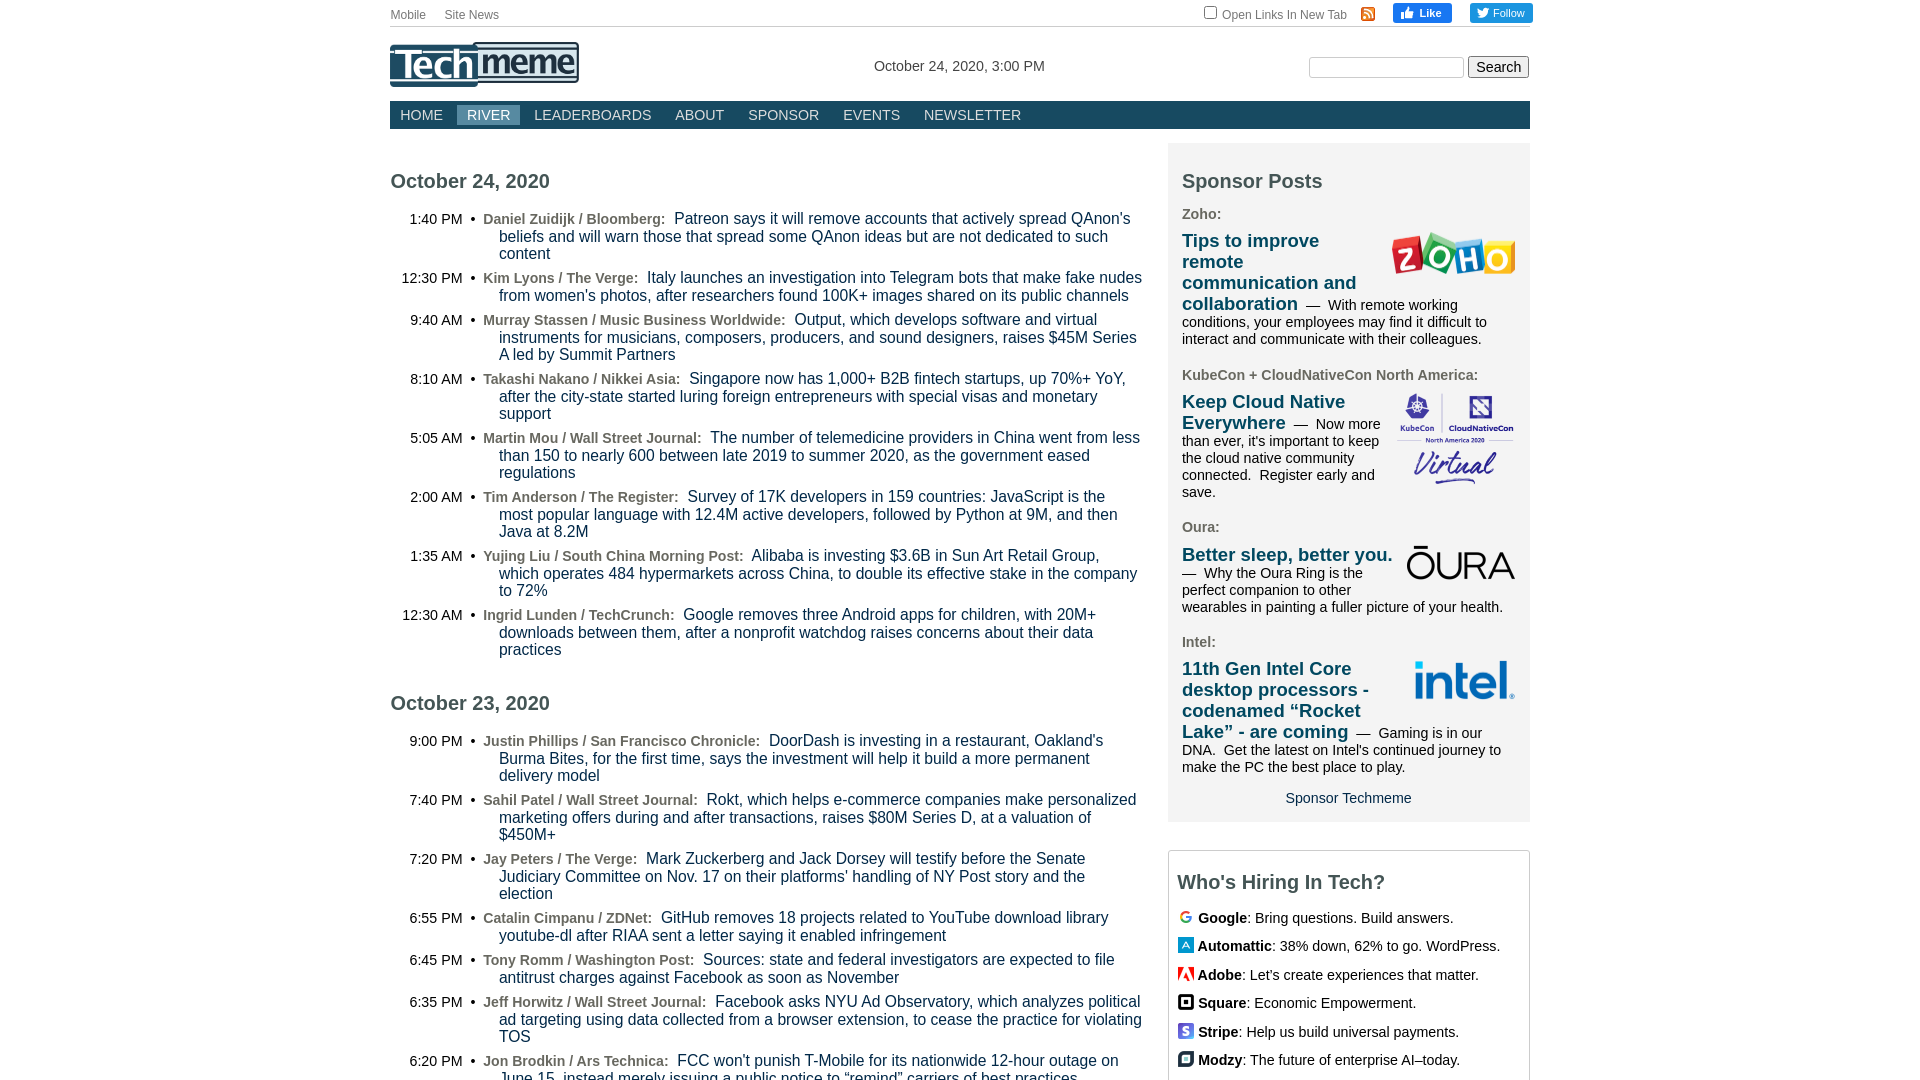 Mobile Site News Open Links In New Tab Like Follow
Techmeme October 24, 2020, 3:00 PM Search
HOME RIVER LEADERBOARDS ABOUT SPONSOR EVENTS NEWSLETTER
October 24, 2020
1:40 PM • Daniel Zuidijk / Bloomberg: Patreon says it will remove accounts that actively spread QAnon's
beliefs and will warn those that spread some QAnon ideas but are not dedicated to such
content
12:30 PM • Kim Lyons / The Verge: Italy launches an investigation into Telegram bots that make fake nudes
from women's photos, after researchers found 100K+ images shared on its public channels
9:40 AM • Murray Stassen / Music Business Worldwide: Output, which develops software and virtual
instruments for musicians, composers, producers, and sound designers, raises $45M Series
A led by Summit Partners
8:10 AM • Takashi Nakano / Nikkei Asia: Singapore now has 1,000+ B2B fintech startups, up 70%+ YoY,
after the city-state started luring foreign entrepreneurs with special visas and monetary
support
5:05 AM • Martin Mou / Wall Street Journal: The number of telemedicine providers in China went from less
than 150 to nearly 600 between late 2019 to summer 2020, as the government eased
regulations
2:00 AM • Tim Anderson / The Register: Survey of 17K developers in 159 countries: JavaScript is the
most popular language with 12.4M active developers, followed by Python at 9M, and then
Java at 8.2M
1:35 AM • Yujing Liu / South China Morning Post: Alibaba is investing $3.6B in Sun Art Retail Group,
which operates 484 hypermarkets across China, to double its effective stake in the company
to 72%
12:30 AM • Ingrid Lunden / TechCrunch: Google removes three Android apps for children, with 20M+
downloads between them, after a nonprofit watchdog raises concerns about their data
practices
October 23, 2020
9:00 PM • Justin Phillips / San Francisco Chronicle: DoorDash is investing in a restaurant, Oakland's
Burma Bites, for the first time, says the investment will help it build a more permanent
delivery model
7:40 PM • Sahil Patel / Wall Street Journal: Rokt, which helps e-commerce companies make personalized
marketing offers during and after transactions, raises $80M Series D, at a valuation of
$450M+
7:20 PM • Jay Peters / The Verge: Mark Zuckerberg and Jack Dorsey will testify before the Senate
Judiciary Committee on Nov. 17 on their platforms' handling of NY Post story and the
election
6:55 PM • Catalin Cimpanu / ZDNet: GitHub removes 18 projects related to YouTube download library
youtube-dl after RIAA sent a letter saying it enabled infringement
6:45 PM • Tony Romm / Washington Post: Sources: state and federal investigators are expected to file
antitrust charges against Facebook as soon as November
6:35 PM • Jeff Horwitz / Wall Street Journal: Facebook asks NYU Ad Observatory, which analyzes political
ad targeting using data collected from a browser extension, to cease the practice for violating
TOS
6:20 PM • Jon Brodkin / Ars Technica: FCC won't punish T-Mobile for its nationwide 12-hour outage on
June 15, instead merely issuing a public notice to “remind” carriers of best practices
Sponsor Posts
Zoho:
ZOHO
Tips to improve
remote
communication and
collaboration — With remote working
conditions, your employees may find it difficult to
interact and communicate with their colleagues.
KubeCon + CloudNativeCon North America:
KubeCon CloudNativeCon
North America 2020
Virtual
Keep Cloud Native
Everywhere — Now more
than ever, it's important to keep
the cloud native community
connected. Register early and
save.
Oura:
ŌURA
Better sleep, better you.
— Why the Oura Ring is the
perfect companion to other
wearables in painting a fuller picture of your health.
Intel:
intel®
11th Gen Intel Core
desktop processors -
codenamed “Rocket
Lake” - are coming — Gaming is in our
DNA. Get the latest on Intel's continued journey to
make the PC the best place to play.
Sponsor Techmeme
Who's Hiring In Tech?
Google: Bring questions. Build answers.
Automattic: 38% down, 62% to go. WordPress.
Adobe: Let’s create experiences that matter.
Square: Economic Empowerment.
Stripe: Help us build universal payments.
Modzy: The future of enterprise AI–today.